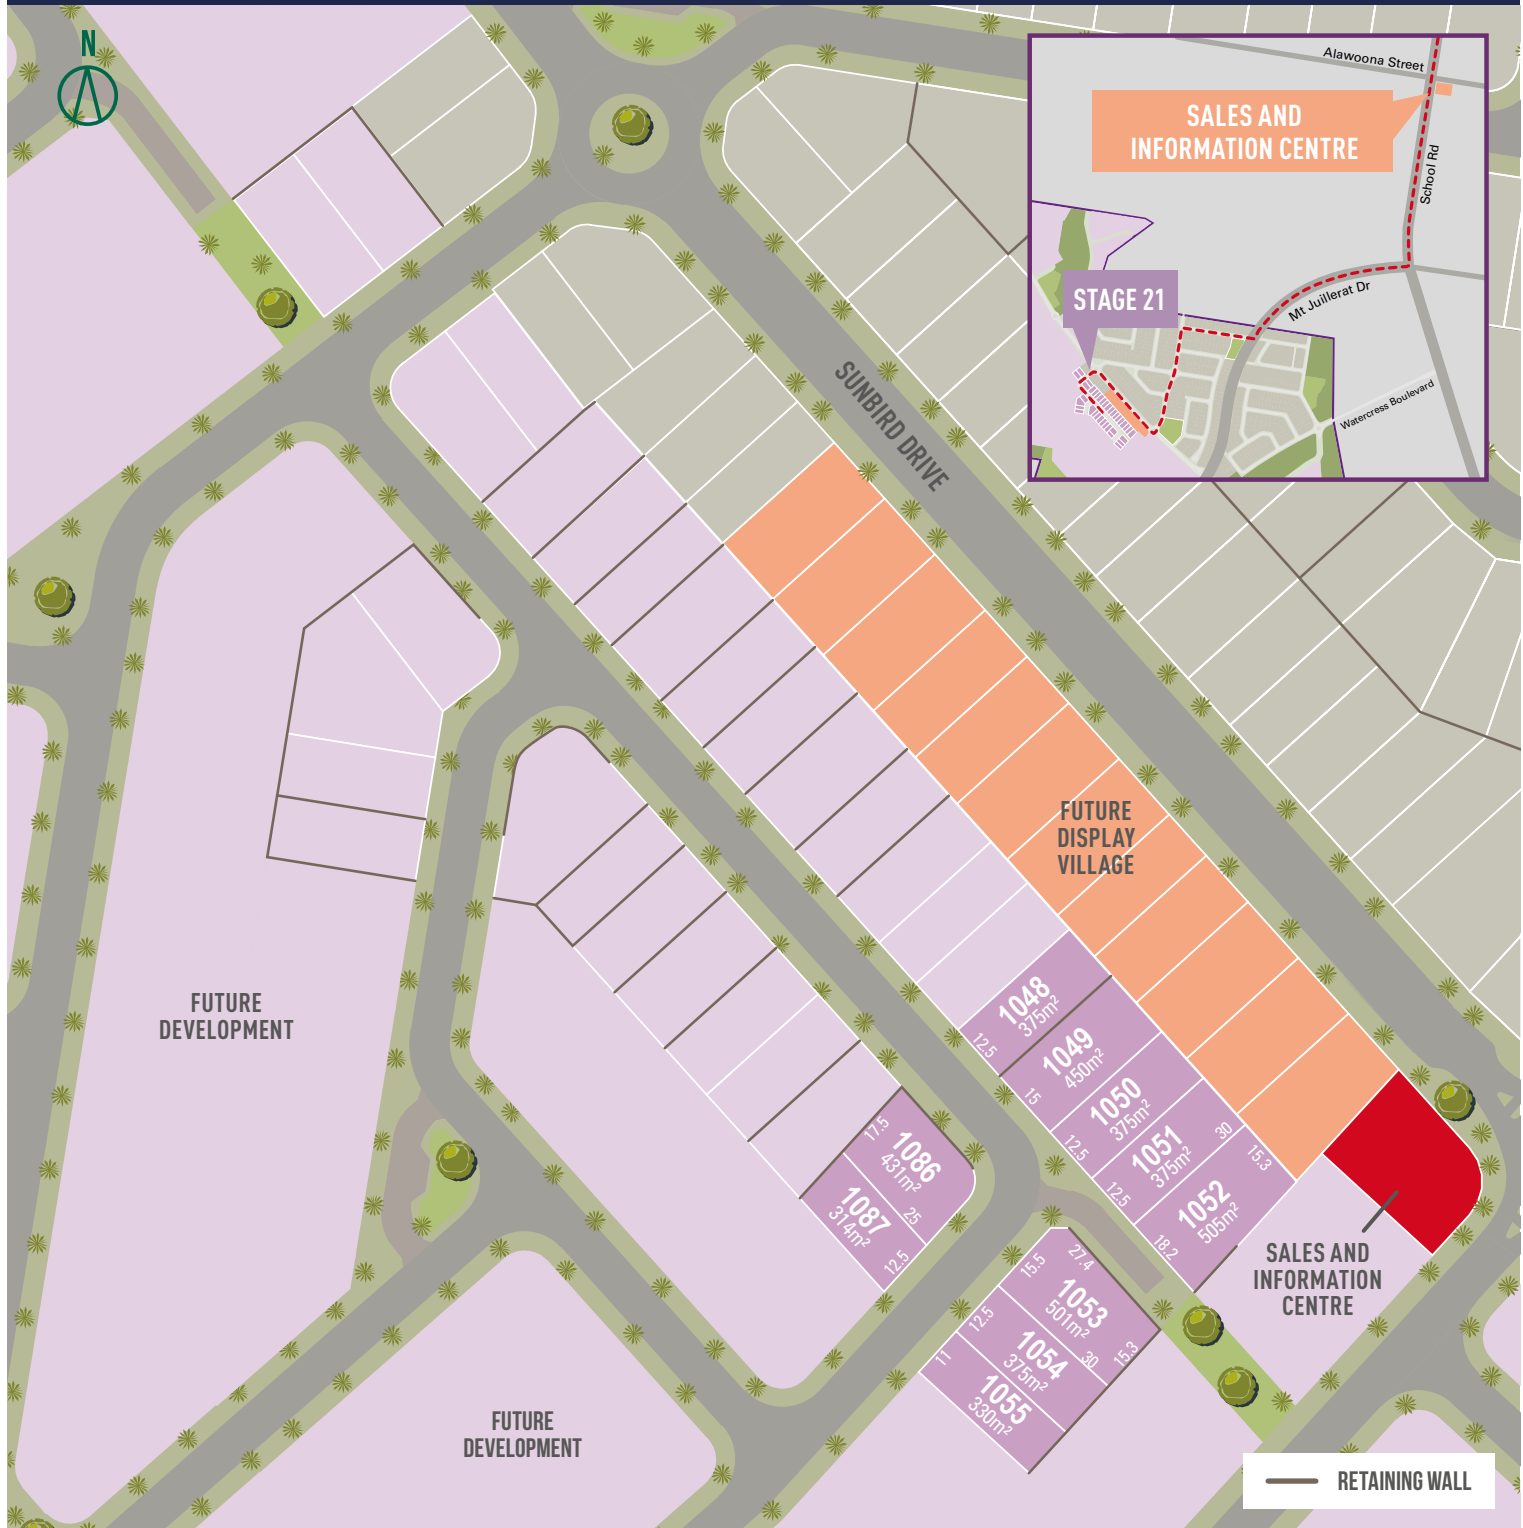 N
Alawoona Street
SALES AND
INFORMATION CENTRE
School Rd
STAGE 21
Mt Juillerat Dr
Watercress Boulevard
SUNBIRD DRIVE
FUTURE
DISPLAY
VILLAGE
FUTURE
DEVELOPMENT
1048
375m²
12.5
1049
450m²
15
1050
375m²
12.5
1051
375m²
30
12.5
15.3
1052
505m²
18.2
17.5
1086
431m²
25
1087
314m²
12.5
27.4
15.5
1053
501m²
15.3
12.5
1054
375m²
30
11
1055
330m²
SALES AND
INFORMATION
CENTRE
FUTURE
DEVELOPMENT
RETAINING WALL